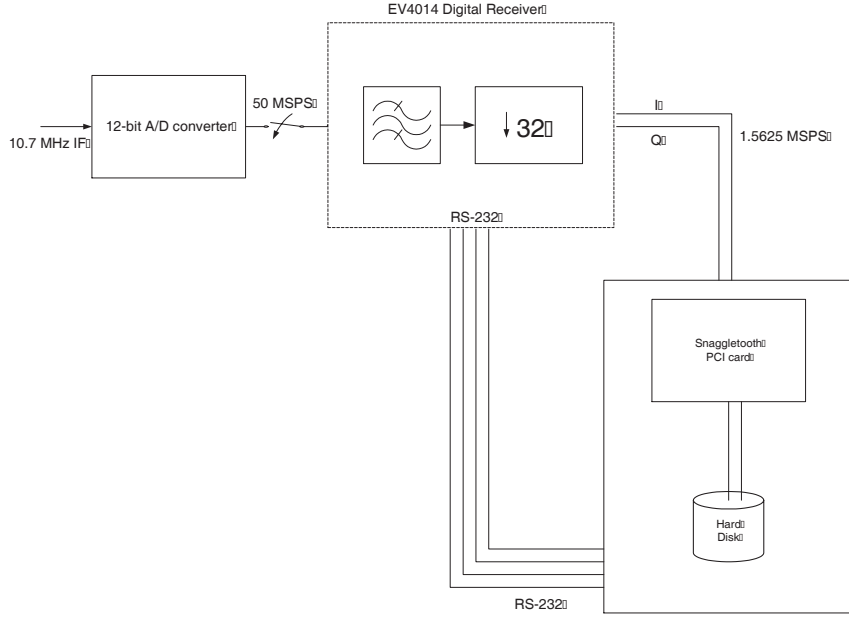 EV4014 Digital Receiver
50 MSPS
12-bit A/D converter
10.7 MHz IF
↓ 32
I
Q
1.5625 MSPS
RS-232
Snaggletooth
PCI card
Hard
Disk
RS-232